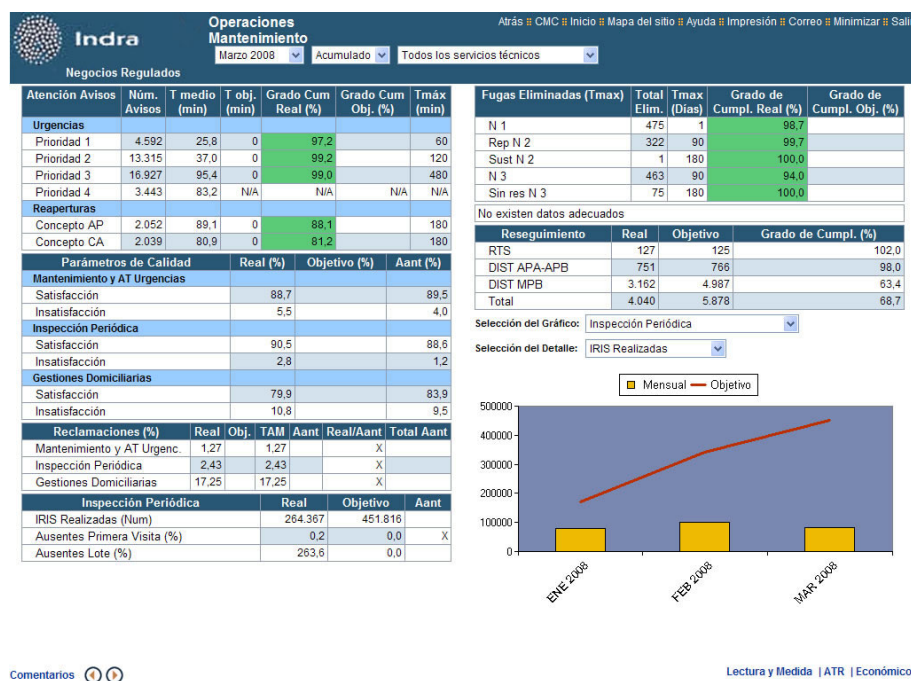 Indra
Negocios Regulados
Operaciones
Mantenimiento
Marzo 2008 Acumulado Todos los servicios técnicos
Atrás CMC Inicio Mapa del sitio Ayuda Impresión Correo Minimizar Sali
Atención Avisos Núm. Avisos T medio (min) T obj. (min) Grado Cum Real (%) Grado Cum Obj. (%) Tmáx (min)
Urgencias
Prioridad 1 4.592 25,8 0 97,2 60
Prioridad 2 13.315 37,0 0 99,2 120
Prioridad 3 16.927 95,4 0 99,0 480
Prioridad 4 3.443 83,2 N/A N/A N/A N/A
Reaperturas
Concepto AP 2.052 89,1 0 88,1 180
Concepto CA 2.039 80,9 0 81,2 180
Parámetros de Calidad Real (%) Objetivo (%) Aant (%)
Mantenimiento y AT Urgencias
Satisfacción 88,7 89,5
Insatisfacción 5,5 4,0
Inspección Periódica
Satisfacción 90,5 88,6
Insatisfacción 2,8 1,2
Gestiones Domiciliarias
Satisfacción 79,9 83,9
Insatisfacción 10,8 9,5
Reclamaciones (%) Real Obj. TAM Aant Real/Aant Total Aant
Mantenimiento y AT Urgenc. 1,27 1,27 X
Inspección Periódica 2,43 2,43 X
Gestiones Domiciliarias 17,25 17,25 X
Inspección Periódica Real Objetivo Aant
IRIS Realizadas (Num) 264.367 451.816
Ausentes Primera Visita (%) 0,2 0,0 X
Ausentes Lote (%) 263,6 0,0
Fugas Eliminadas (Tmax) Total Elim. Tmax (Días) Grado de Cumpl. Real (%) Grado de Cumpl. Obj. (%)
N 1 475 1 98,7
Rep N 2 322 90 99,7
Sust N 2 1 180 100,0
N 3 463 90 94,0
Sin res N 3 75 180 100,0
No existen datos adecuados
Reseguimiento Real Objetivo Grado de Cumpl. (%)
RTS 127 125 102,0
DIST APA-APB 751 766 98,0
DIST MPB 3.162 4.987 63,4
Total 4.040 5.878 68,7
Selección del Gráfico: Inspección Periódica
Selección del Detalle: IRIS Realizadas
Mensual Objetivo
500000
400000
300000
200000
100000
0
ENE 2008 FEB 2008 MAR 2008
Comentarios
Lectura y Medida | ATR | Económico